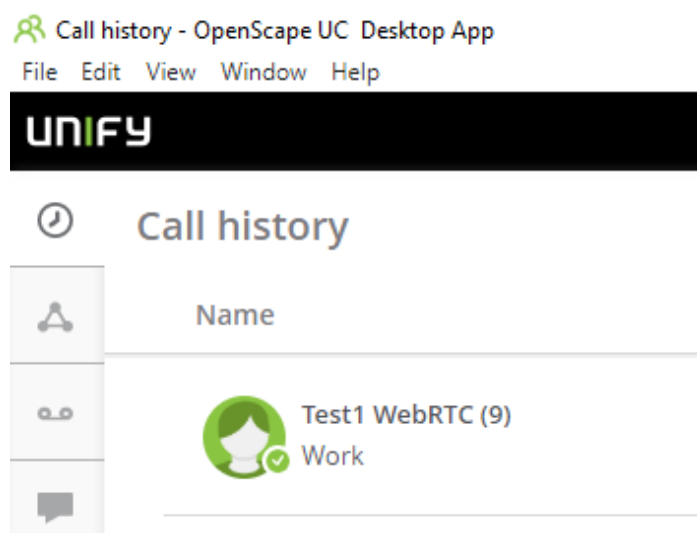 Call history - OpenScape UC Desktop App
File Edit View Window Help
UNIFY
Call history
Name
Test1 WebRTC (9)
Work